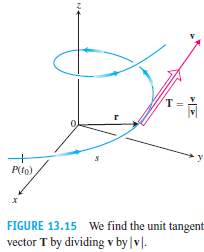 z
v
T = v/|v|
r
0
y
s
P(t₀)
x
FIGURE 13.15 We find the unit tangent
vector T by dividing v by |v|.